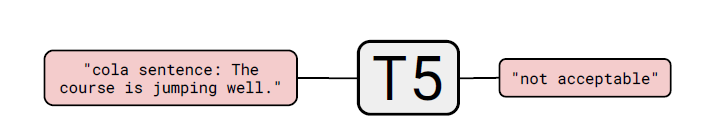 "cola sentence: The
course is jumping well."
T5
"not acceptable"